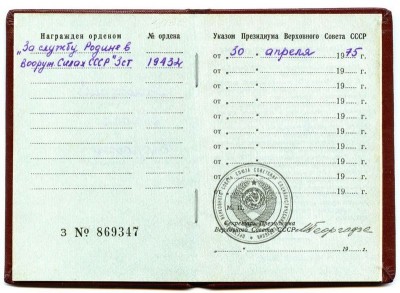 Награжден орденом
№ ордена
„За службу Родине в
Вооруж. Силах СССР" 3ст
19434
З № 869347
Указом Президиума Верховного Совета СССР
от „ 30 " апреля 1975 г.
от „ " 19 г.
от „ " 19 г.
от „ " 19 г.
от „ " 19 г.
от „ " 19 г.
от „ " 19 г.
от „ " 19 г.
от „ " 19 г.
М. П.
Секретарь Президиума
Верховного Совета СССР
19 г.